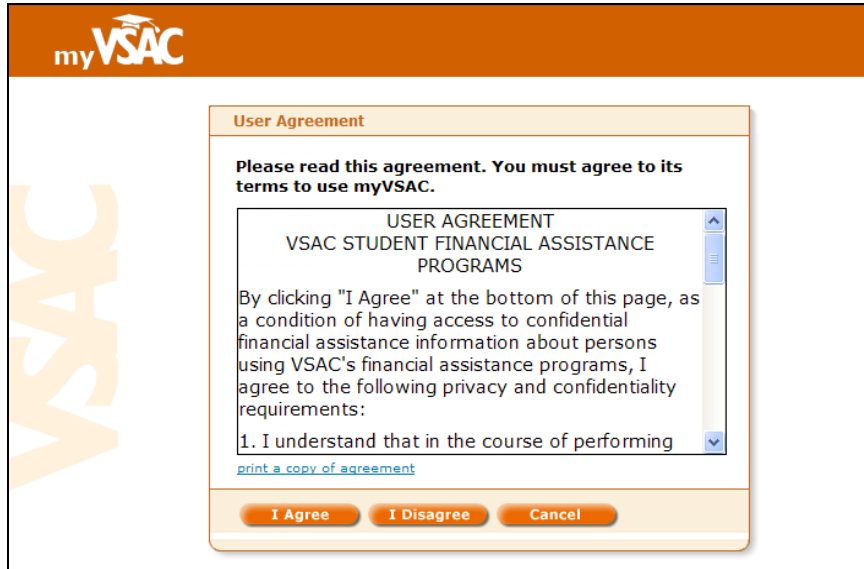 myVSAC
User Agreement
Please read this agreement. You must agree to its
terms to use myVSAC.
USER AGREEMENT
VSAC STUDENT FINANCIAL ASSISTANCE
PROGRAMS
By clicking "I Agree" at the bottom of this page, as
a condition of having access to confidential
financial assistance information about persons
using VSAC's financial assistance programs, I
agree to the following privacy and confidentiality
requirements:
1. I understand that in the course of performing
print a copy of agreement
I Agree I Disagree Cancel
VSAC